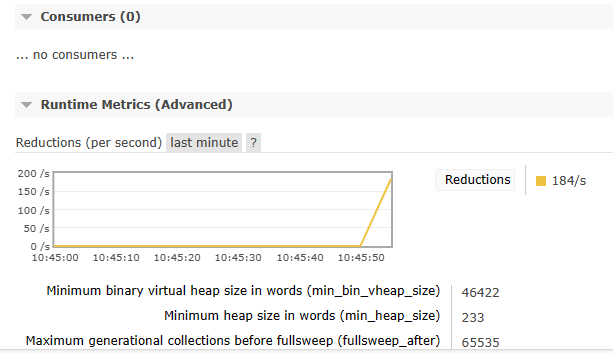 Consumers (0)
... no consumers ...
Runtime Metrics (Advanced)
Reductions (per second) last minute ?
200 /s
150 /s
100 /s
50 /s
0 /s
10:45:00 10:45:10 10:45:20 10:45:30 10:45:40 10:45:50
Reductions 184/s
Minimum binary virtual heap size in words (min_bin_vheap_size) 46422
Minimum heap size in words (min_heap_size) 233
Maximum generational collections before fullsweep (fullsweep_after) 65535